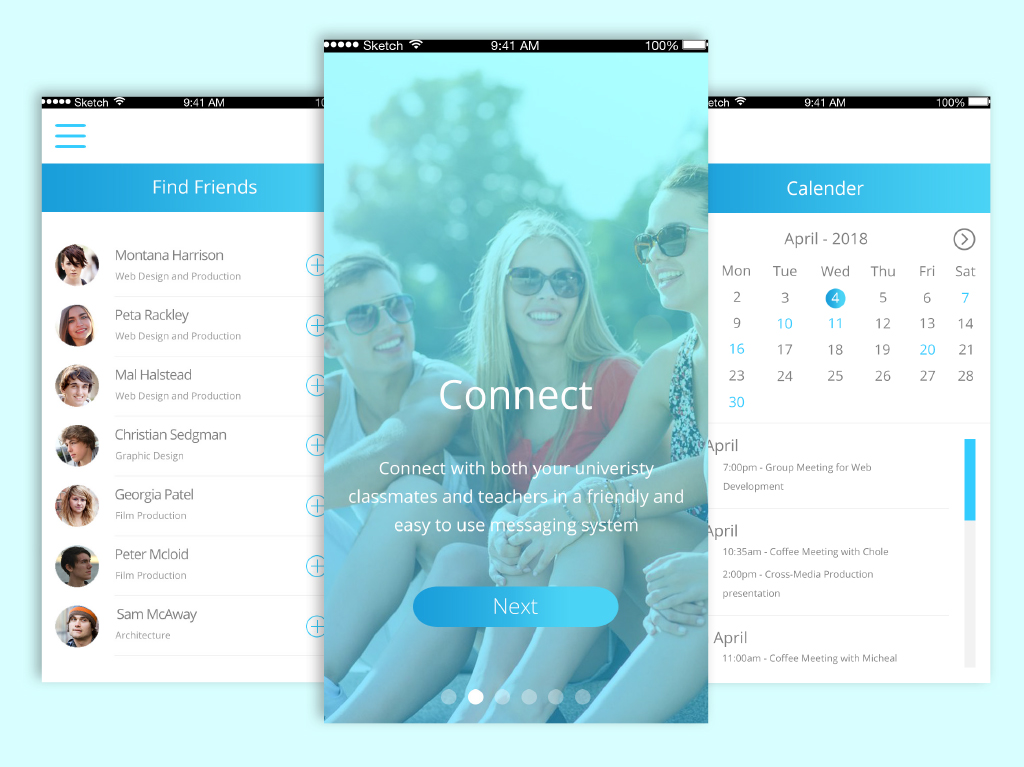 Sketch 9:41 AM 10
Find Friends
Montana Harrison
Web Design and Production
Peta Rackley
Web Design and Production
Mal Halstead
Web Design and Production
Christian Sedgman
Graphic Design
Georgia Patel
Film Production
Peter Mcloid
Film Production
Sam McAway
Architecture
Sketch 9:41 AM 100%
Connect
Connect with both your univeristy
classmates and teachers in a friendly and
easy to use messaging system
Next
etch 9:41 AM 100%
Calender
April - 2018
Mon Tue Wed Thu Fri Sat
2 3 4 5 6 7
9 10 11 12 13 14
16 17 18 19 20 21
23 24 25 26 27 28
30
April
7:00pm - Group Meeting for Web
Development
April
10:35am - Coffee Meeting with Chole
2:00pm - Cross-Media Production
presentation
April
11:00am - Coffee Meeting with Micheal